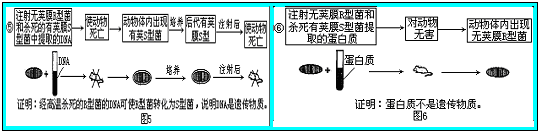 ⑤
注射无荚膜R型菌
和杀死的有荚膜S
型菌中提取的DNA
使动物
死亡
动物体内出现
有荚S型菌
培养
后代有荚
膜S型
注射后
使动物
死亡
DNA
培养
注射后
证明：经高温杀死的R型菌的DNA可使R型菌转化为S型菌，说明DNA是遗传物质。
图5
⑥
注射无荚膜R型菌和
杀死有荚膜S型菌提
取的蛋白质
对动物
无害
动物体内出现
无荚膜R型菌
蛋白质
证明：蛋白质不是遗传物质。
图6